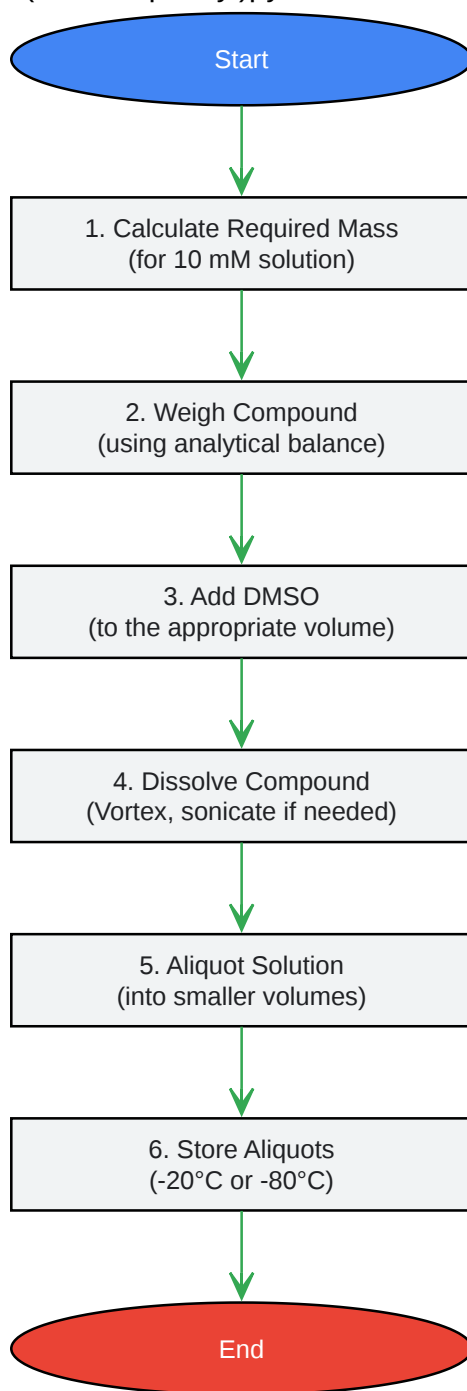 Start
1. Calculate Required Mass
(for 10 mM solution)
2. Weigh Compound
(using analytical balance)
3. Add DMSO
(to the appropriate volume)
4. Dissolve Compound
(Vortex, sonicate if needed)
5. Aliquot Solution
(into smaller volumes)
6. Store Aliquots
(-20°C or -80°C)
End